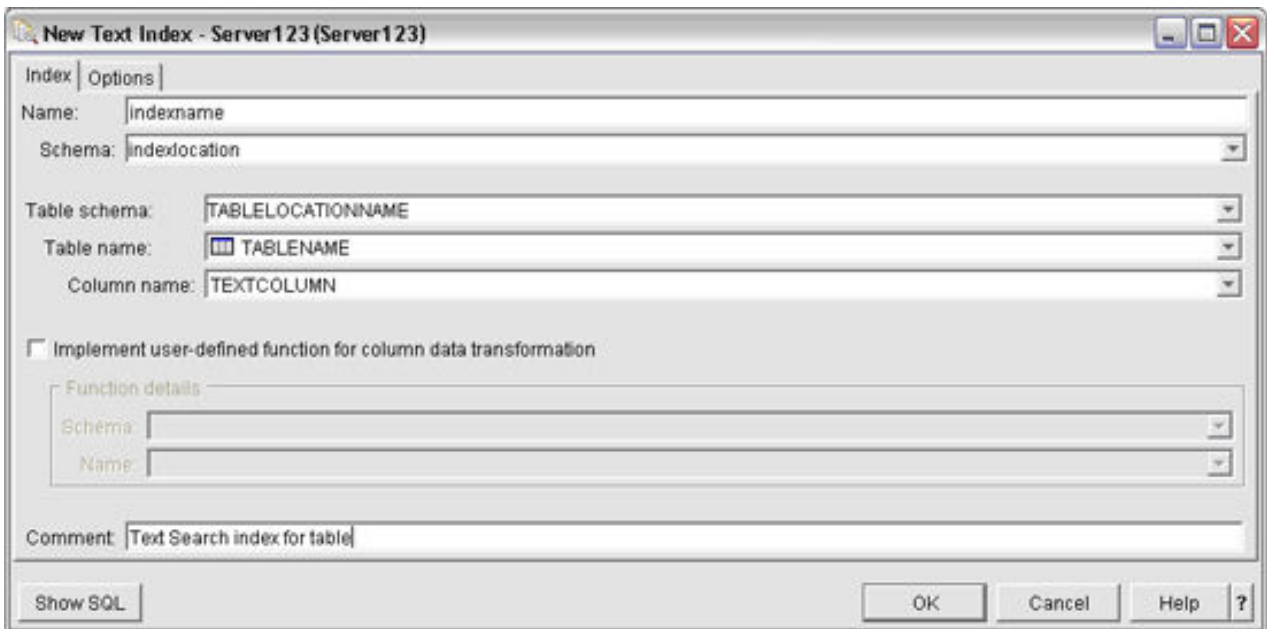 New Text Index - Server123 (Server123)
Index Options
Name: indexname
Schema: indexlocation
Table schema: TABLELOCATIONNAME
Table name: TABLENAME
Column name: TEXTCOLUMN
Implement user-defined function for column data transformation
Function details
Schema:
Name:
Comment: Text Search index for table
Show SQL OK Cancel Help ?